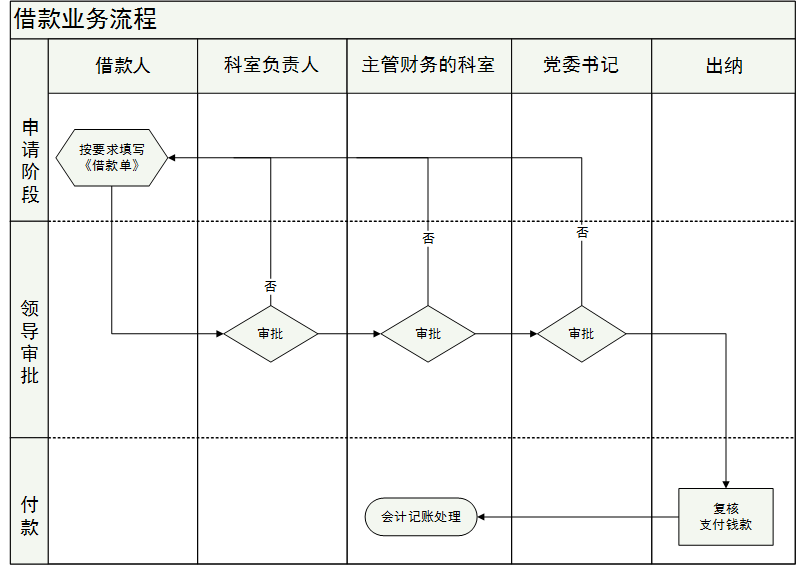 借款业务流程
借款人
科室负责人
主管财务的科室
党委书记
出纳
申请阶段
按要求填写
《借款单》
否
否
否
领导审批
审批
审批
审批
付款
会计记账处理
复核
支付钱款